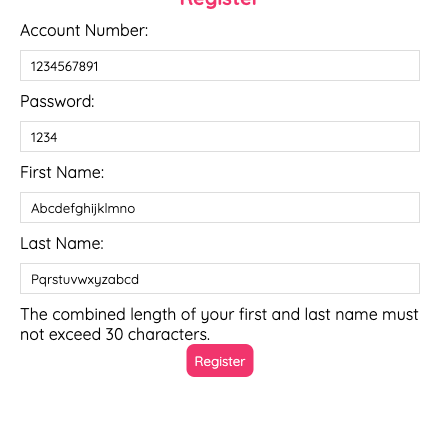 Register
Account Number:
1234567891
Password:
1234
First Name:
Abcdefghijklmno
Last Name:
Pqrstuvwxyzabcd
The combined length of your first and last name must
not exceed 30 characters.
Register